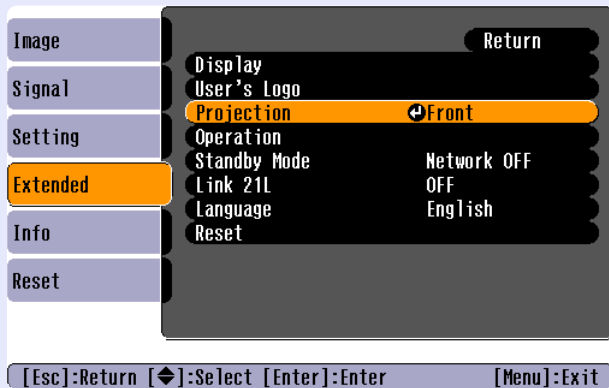 Image
Signal
Setting
Extended
Info
Reset
Return
Display
User's Logo
Projection Front
Operation
Standby Mode Network OFF
Link 21L OFF
Language English
Reset
[Esc]:Return [◆]:Select [Enter]:Enter [Menu]:Exit